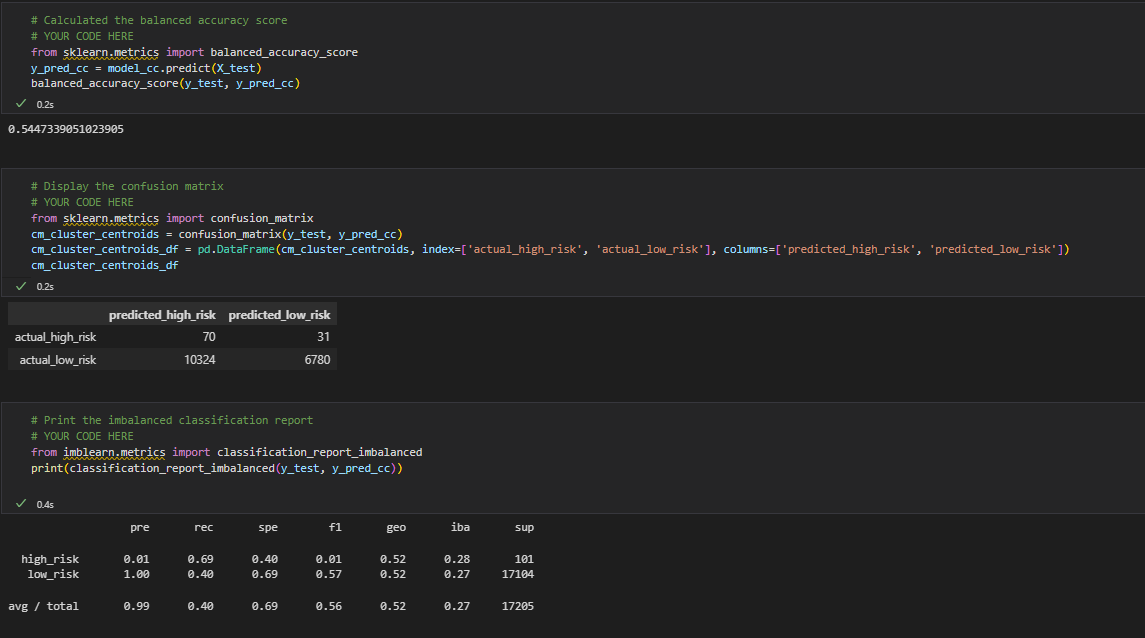 # Calculated the balanced accuracy score
# YOUR CODE HERE
from sklearn.metrics import balanced_accuracy_score
y_pred_cc = model_cc.predict(X_test)
balanced_accuracy_score(y_test, y_pred_cc)
✓ 0.2s
0.5447339051023905
# Display the confusion matrix
# YOUR CODE HERE
from sklearn.metrics import confusion_matrix
cm_cluster_centroids = confusion_matrix(y_test, y_pred_cc)
cm_cluster_centroids_df = pd.DataFrame(cm_cluster_centroids, index=['actual_high_risk', 'actual_low_risk'], columns=['predicted_high_risk', 'predicted_low_risk'])
cm_cluster_centroids_df
✓ 0.2s
predicted_high_risk predicted_low_risk
actual_high_risk 70 31
actual_low_risk 10324 6780
# Print the imbalanced classification report
# YOUR CODE HERE
from imblearn.metrics import classification_report_imbalanced
print(classification_report_imbalanced(y_test, y_pred_cc))
✓ 0.4s
pre rec spe f1 geo iba sup
high_risk 0.01 0.69 0.40 0.01 0.52 0.28 101
low_risk 1.00 0.40 0.69 0.57 0.52 0.27 17104
avg / total 0.99 0.40 0.69 0.56 0.52 0.27 17205